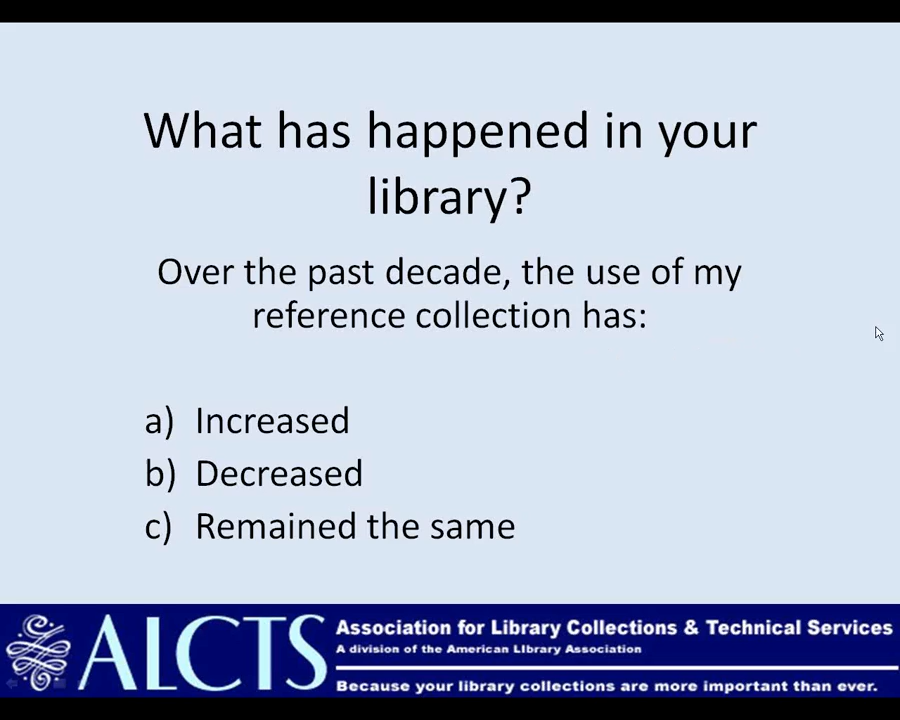 What has happened in your
library?
Over the past decade, the use of my
reference collection has:
a) Increased
b) Decreased
c) Remained the same
ALCTS
Association for Library Collections & Technical Services
A division of the American Library Association
Because your library collections are more important than ever.